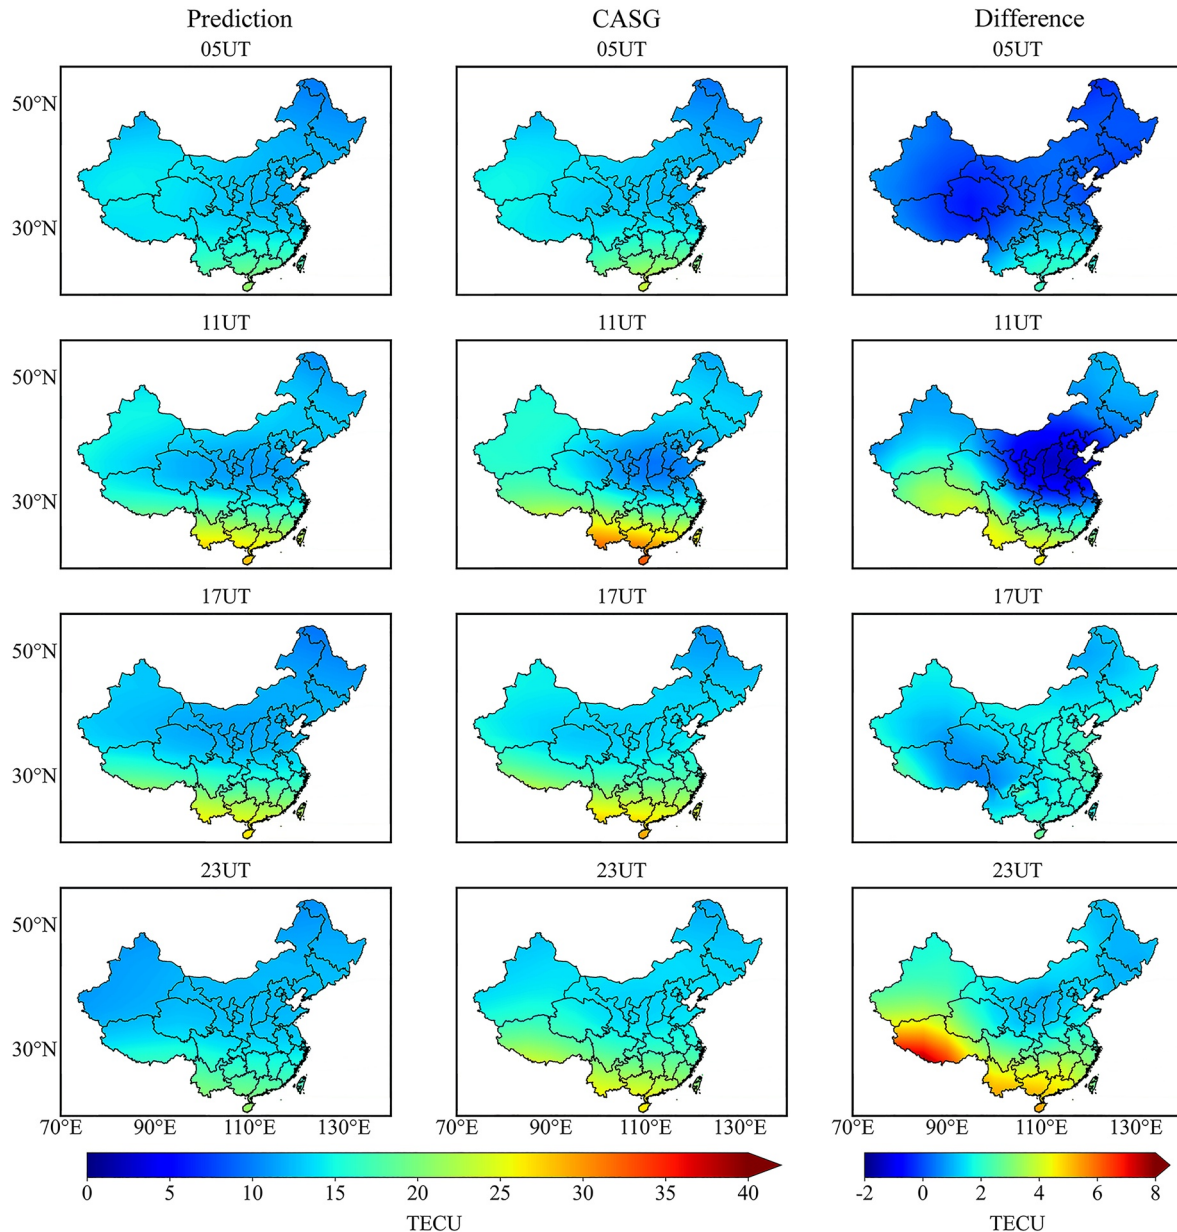 Prediction CASG Difference
05UT 05UT 05UT
50°N
30°N
11UT 11UT 11UT
50°N
30°N
17UT 17UT 17UT
50°N
30°N
23UT 23UT 23UT
50°N
30°N
70°E 90°E 110°E 130°E 70°E 90°E 110°E 130°E 70°E 90°E 110°E 130°E
0 5 10 15 20 25 30 35 40 -2 0 2 4 6 8
TECU TECU